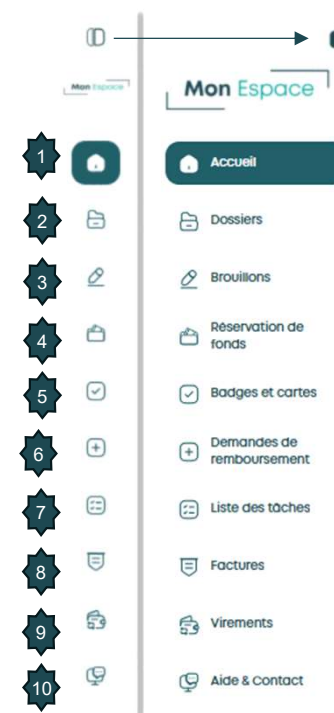 Mon Espace
Mon Espace
1
Accueil
2
Dossiers
3
Brouillons
4
Réservation de
fonds
5
Badges et cartes
6
Demandes de
remboursement
7
Liste des tâches
8
Factures
9
Virements
10
Aide & Contact